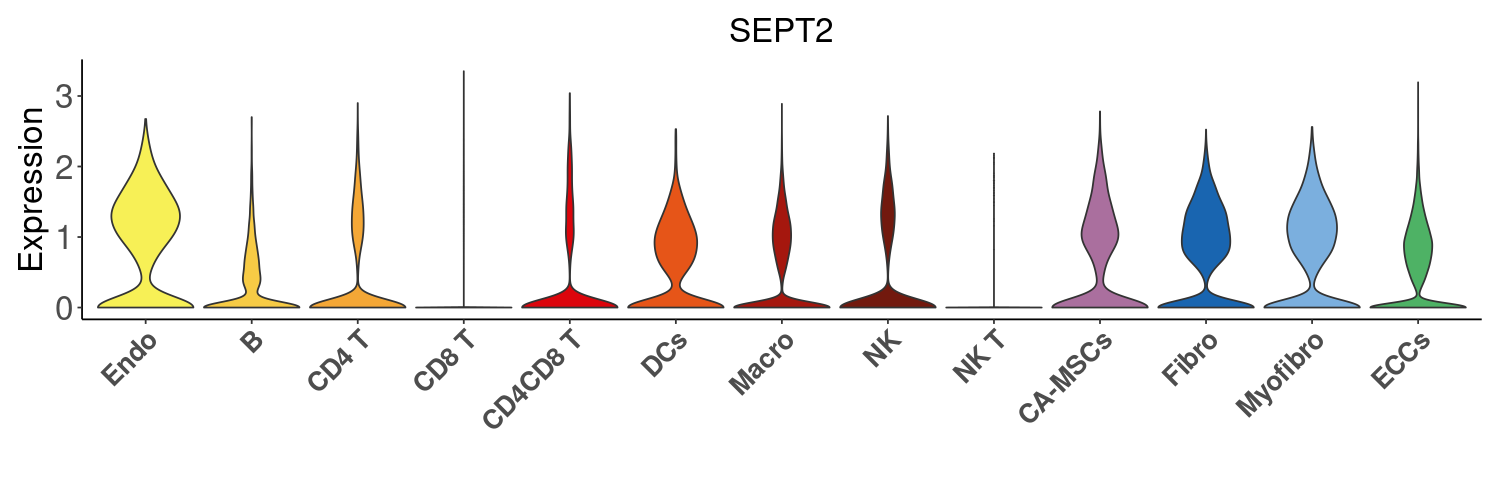 SEPT2
Expression
3
2
1
0
Endo
B
CD4 T
CD8 T
CD4CD8 T
DCs
Macro
NK
NK T
CA-MSCs
Fibro
Myofibro
ECCs